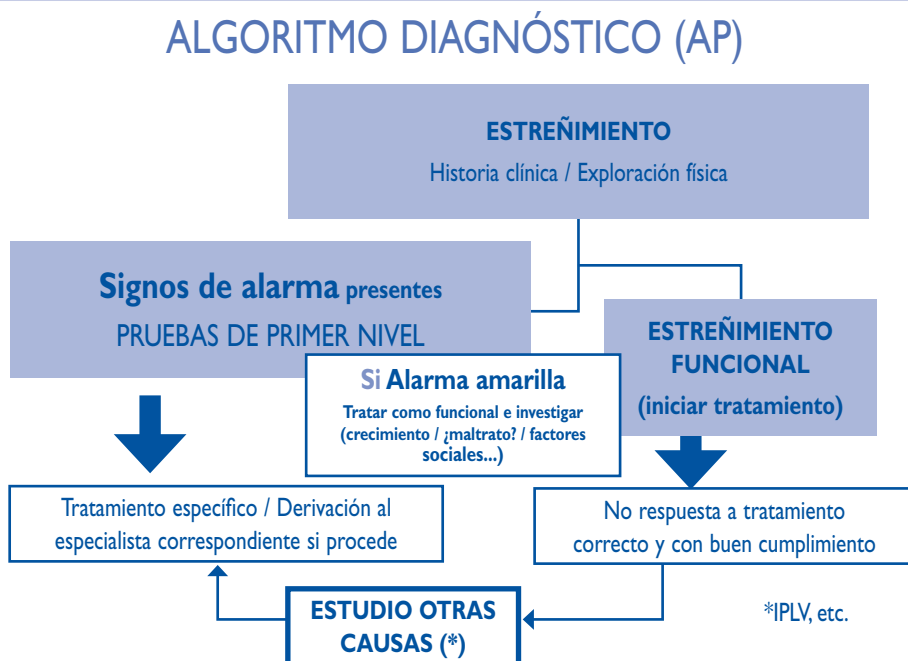 ALGORITMO DIAGNÓSTICO (AP)
ESTREÑIMIENTO
Historia clínica / Exploración física
Signos de alarma presentes
PRUEBAS DE PRIMER NIVEL
ESTREÑIMIENTO
FUNCIONAL
(iniciar tratamiento)
Si Alarma amarilla
Tratar como funcional e investigar
(crecimiento / ¿maltrato? / factores
sociales...)
Tratamiento específico / Derivación al
especialista correspondiente si procede
No respuesta a tratamiento
correcto y con buen cumplimiento
ESTUDIO OTRAS
CAUSAS (*)
*IPLV, etc.